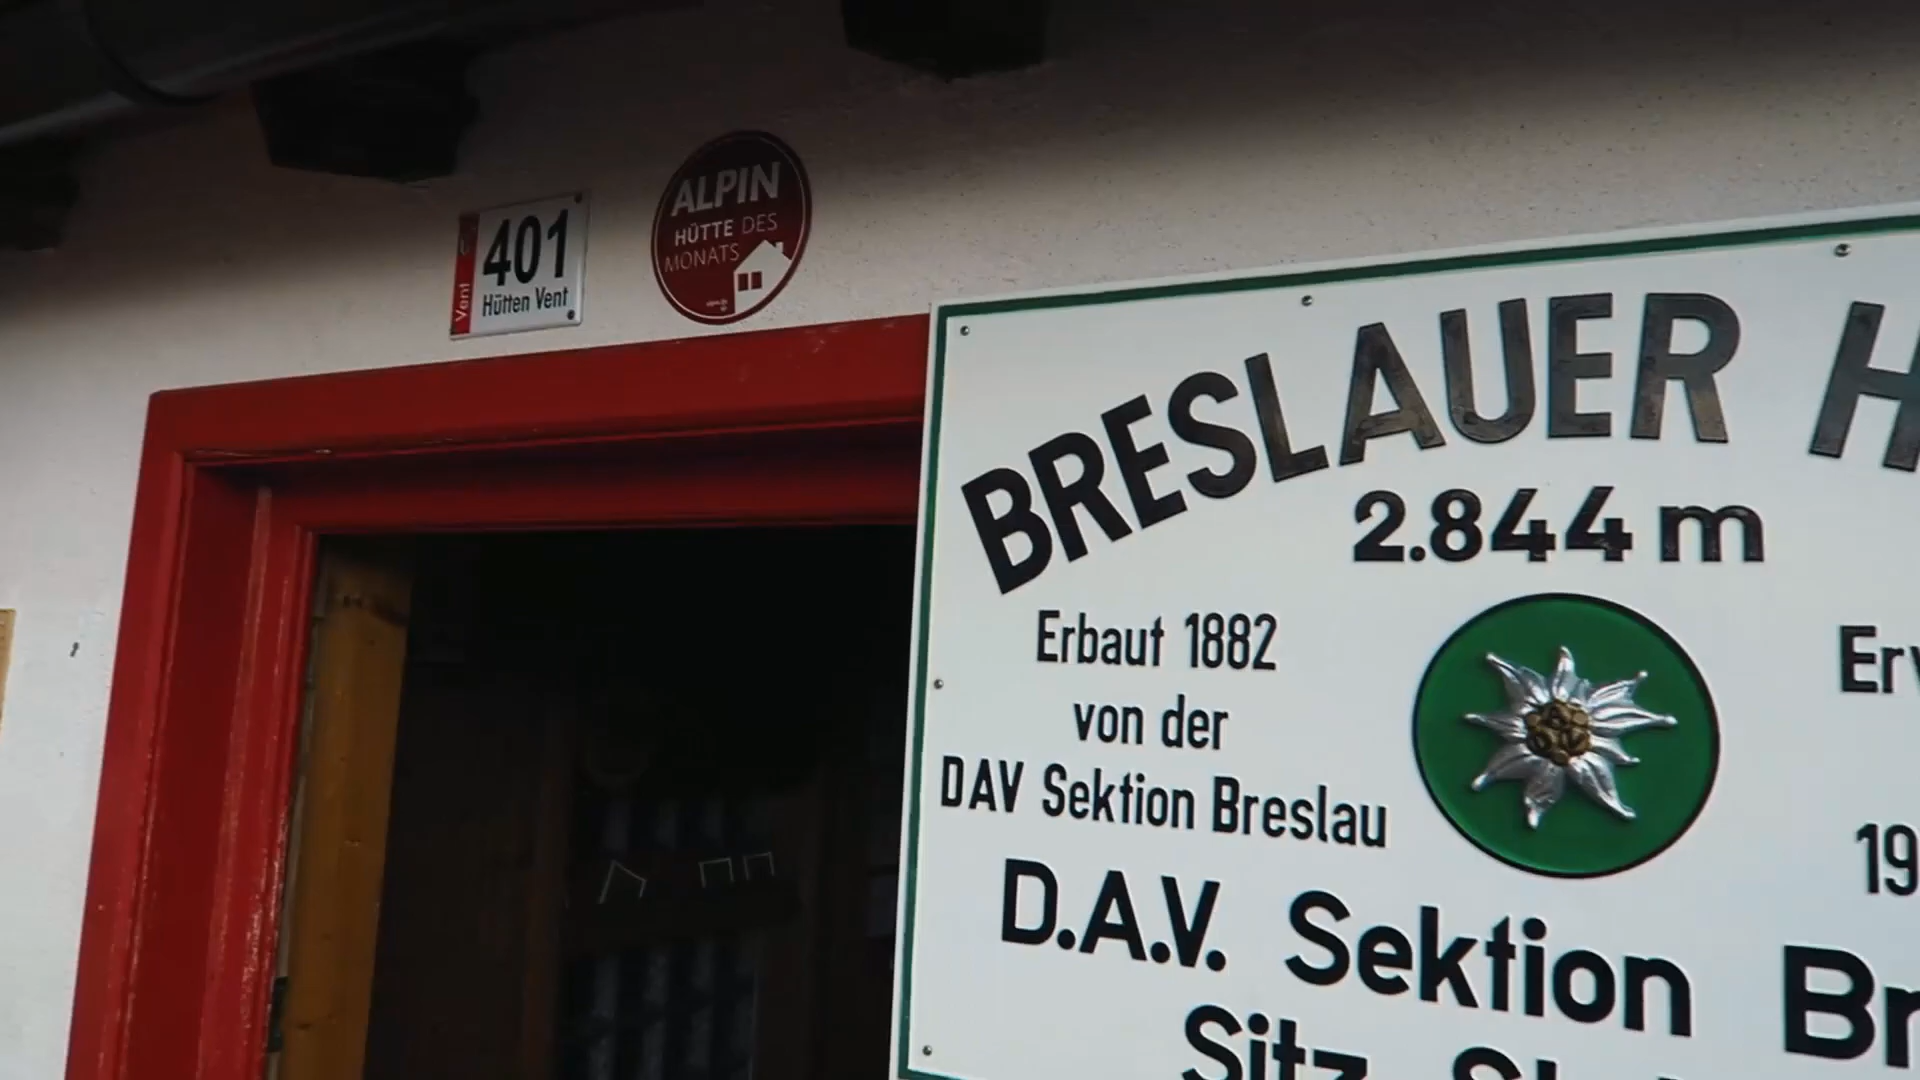 401
Hütten Vent
Vent
ALPIN
HÜTTE DES
MONATS
BRESLAUER H
2.844 m
Erbaut 1882
von der
DAV Sektion Breslau
Erw
19
D.A.V. Sektion Br
Sitz